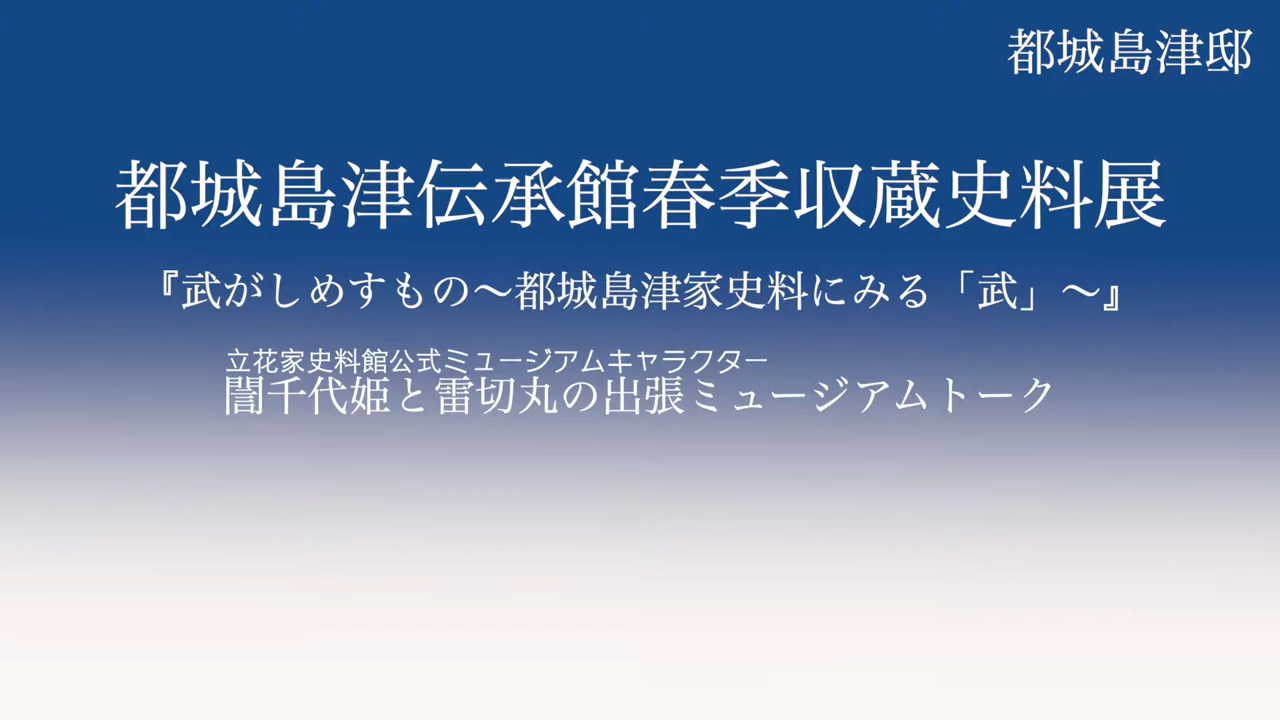 都城島津邸
都城島津伝承館春季収蔵史料展
『武がしめすもの〜都城島津家史料にみる「武」〜』
立花家史料館公式ミュージアムキャラクター
誾千代姫と雷切丸の出張ミュージアムトーク